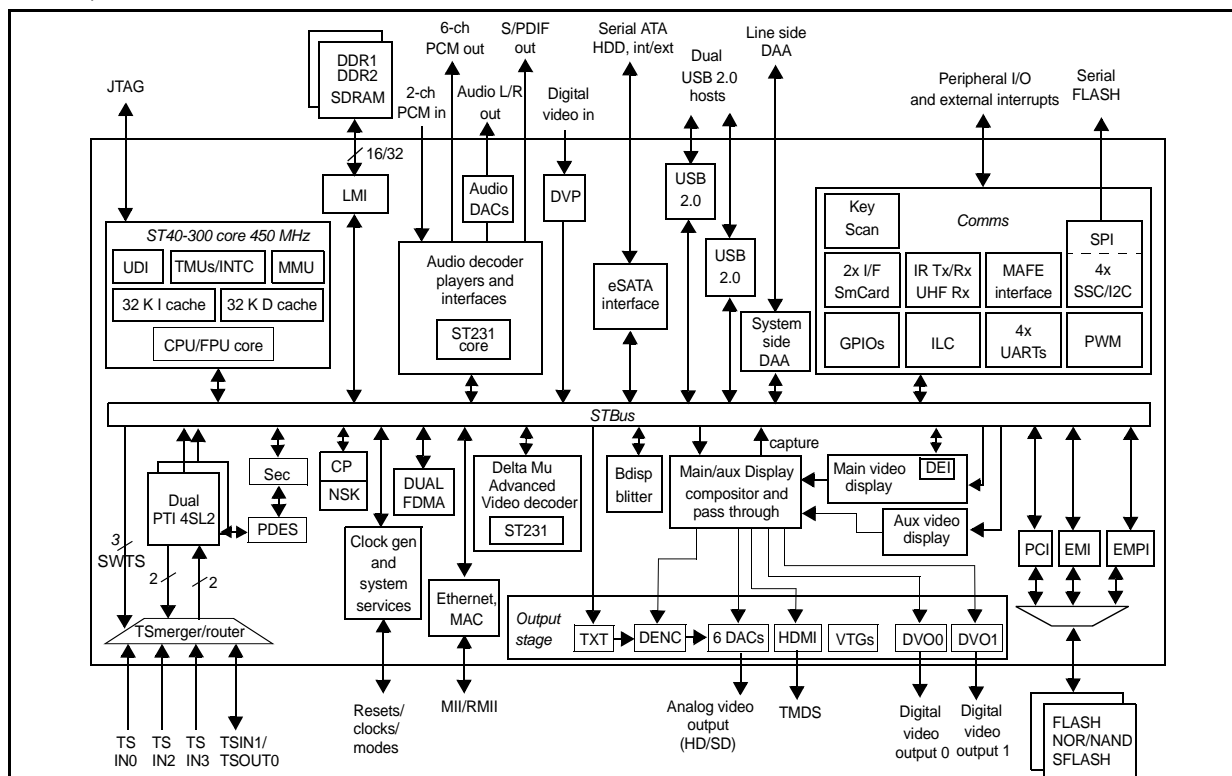 6-ch
PCM out
S/PDIF
out
Serial ATA
HDD, int/ext
Line side
DAA
DDR1
DDR2
SDRAM
Dual
USB 2.0
hosts
JTAG
2-ch
PCM in
Audio L/R
out
Digital
video in
Peripheral I/O
and external interrupts
Serial
FLASH
16/32
LMI
Audio
DACs
DVP
USB
2.0
USB
2.0
Key
Scan
Comms
SPI
ST40-300 core 450 MHz
UDI
TMUs/INTC
MMU
32 K I cache
32 K D cache
CPU/FPU core
Audio decoder
players and
interfaces
ST231
core
eSATA
interface
System
side
DAA
2x I/F
SmCard
IR Tx/Rx
UHF Rx
MAFE
interface
4x
SSC/I2C
GPIOs
ILC
4x
UARTs
PWM
STBus
capture
Dual
PTI 4SL2
Sec
PDES
CP
NSK
DUAL
FDMA
Delta Mu
Advanced
Video decoder
ST231
Bdisp
blitter
Main/aux Display
compositor and
pass through
Main video
display
DEI
Aux video
display
PCI
EMI
EMPI
3
SWTS
2
2
Clock gen
and
system
services
Ethernet,
MAC
TSmerger/router
Output
stage
TXT
DENC
6 DACs
HDMI
VTGs
DVO0
DVO1
TS
IN0
TS
IN2
TS
IN3
TSIN1/
TSOUT0
Resets/
clocks/
modes
MII/RMII
Analog video
output
(HD/SD)
TMDS
Digital
video
output 0
Digital
video
output 1
FLASH
NOR/NAND
SFLASH